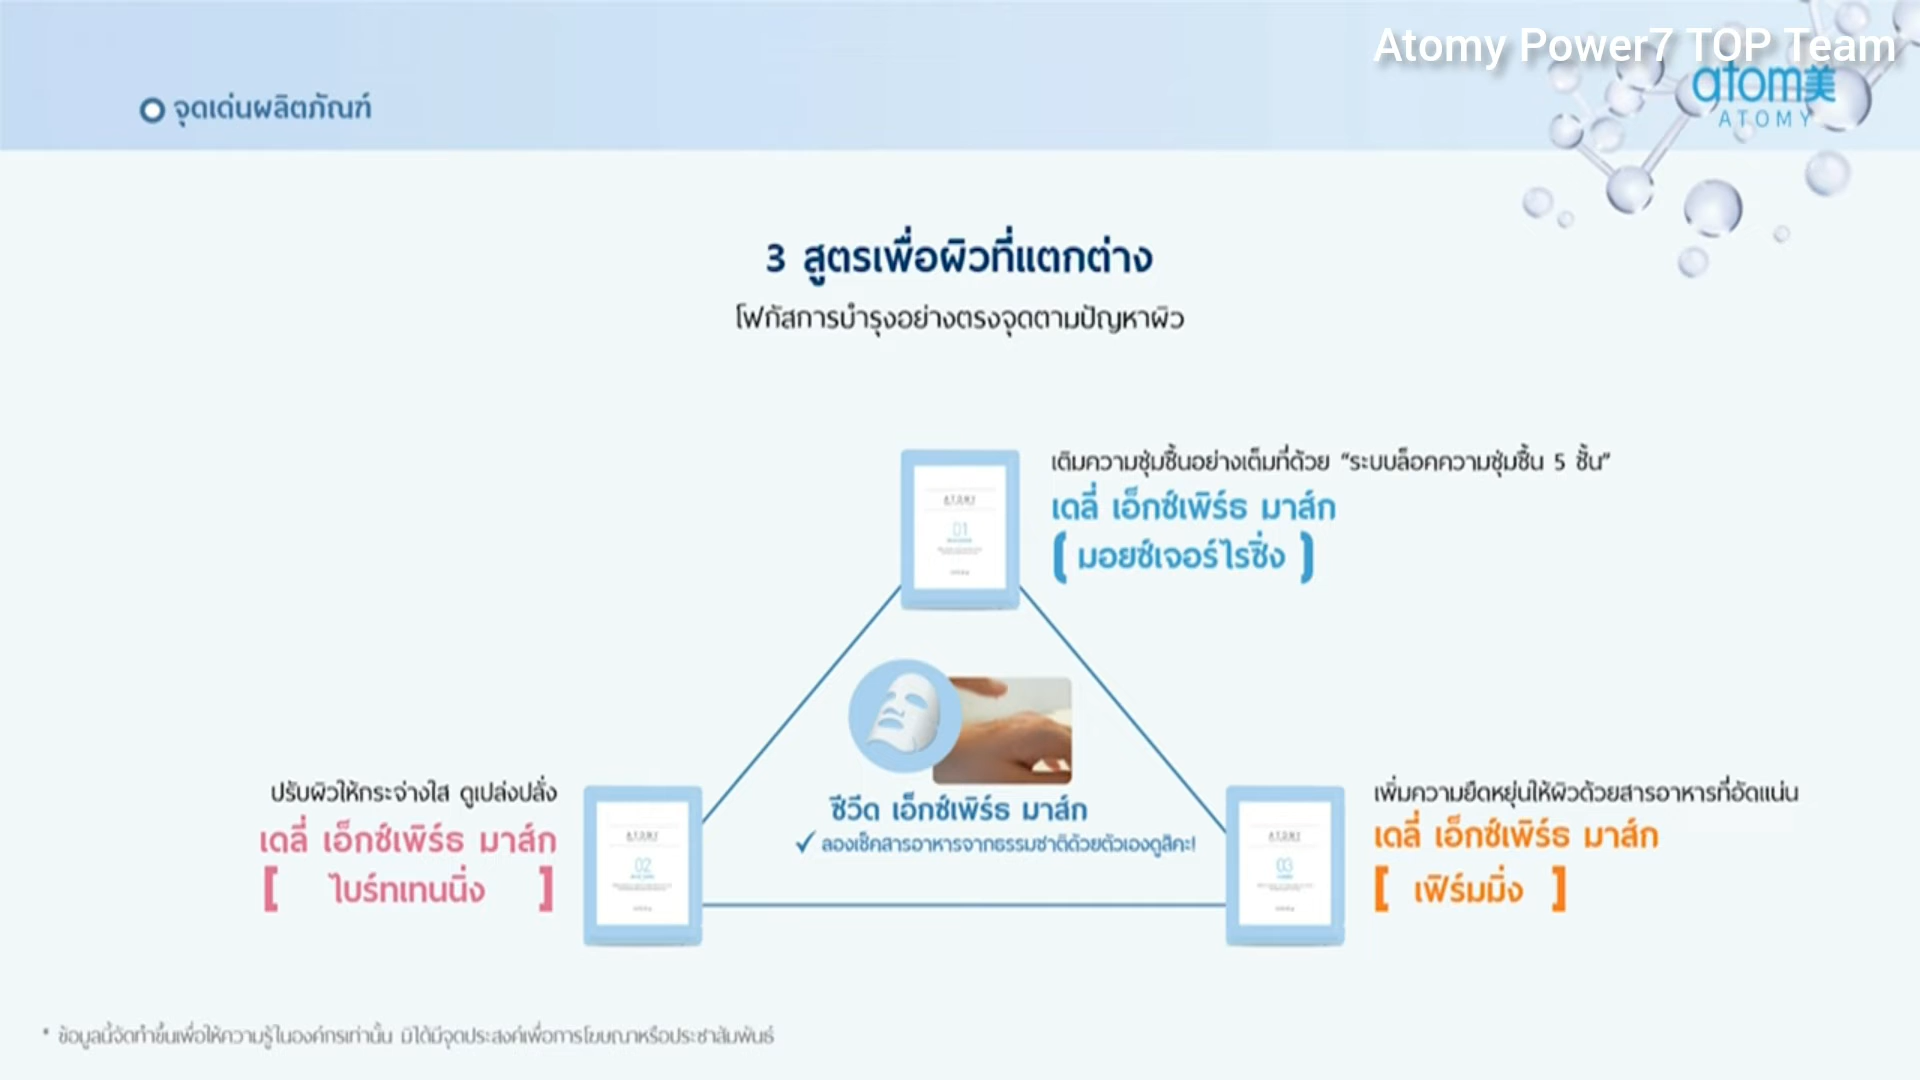 Atomy Power7 TOP Team
atom美
ATOMY
จุดเด่นผลิตภัณฑ์
3 สูตรเพื่อผิวที่แตกต่าง
โฟกัสการบำรุงอย่างตรงจุดตามปัญหาผิว
เติมความชุ่มชื้นอย่างเต็มที่ด้วย "ระบบล็อคความชุ่มชื้น 5 ชั้น"
เดลี่ เอ็กซ์เพิร์ธ มาส์ก
( มอยซ์เจอร์ไรซิ่ง )
ATOMY
01
ปรับผิวให้กระจ่างใส ดูเปล่งปลั่ง
เดลี่ เอ็กซ์เพิร์ธ มาส์ก
[ ไบร์ทเทนนิ่ง ]
ATOMY
02
ซีวีด เอ็กซ์เพิร์ธ มาส์ก
✓ ลองเช็คสารอาหารจากธรรมชาติด้วยตัวเองดูสิคะ!
เพิ่มความยืดหยุ่นให้ผิวด้วยสารอาหารที่อัดแน่น
เดลี่ เอ็กซ์เพิร์ธ มาส์ก
[ เฟิร์มมิ่ง ]
ATOMY
03
* ข้อมูลนี้จัดทำขึ้นเพื่อให้ความรู้ในองค์กรเท่านั้น มิได้มีจุดประสงค์เพื่อการโฆษณาหรือประชาสัมพันธ์